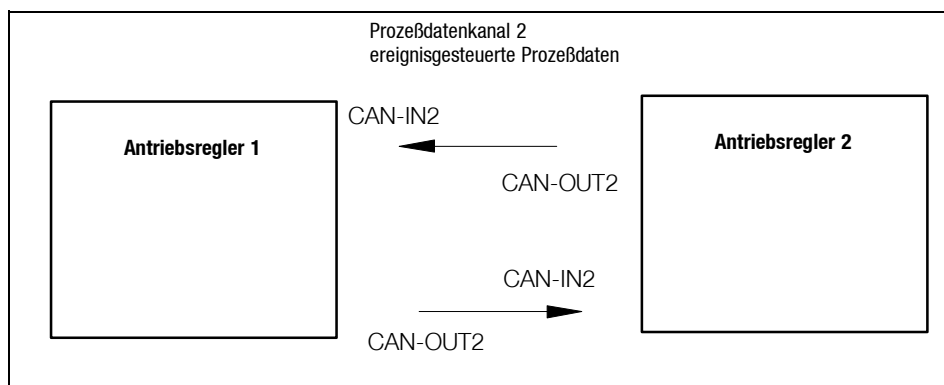 Prozeßdatenkanal 2
ereignisgesteuerte Prozeßdaten
CAN-IN2
Antriebsregler 1
Antriebsregler 2
CAN-OUT2
CAN-IN2
CAN-OUT2